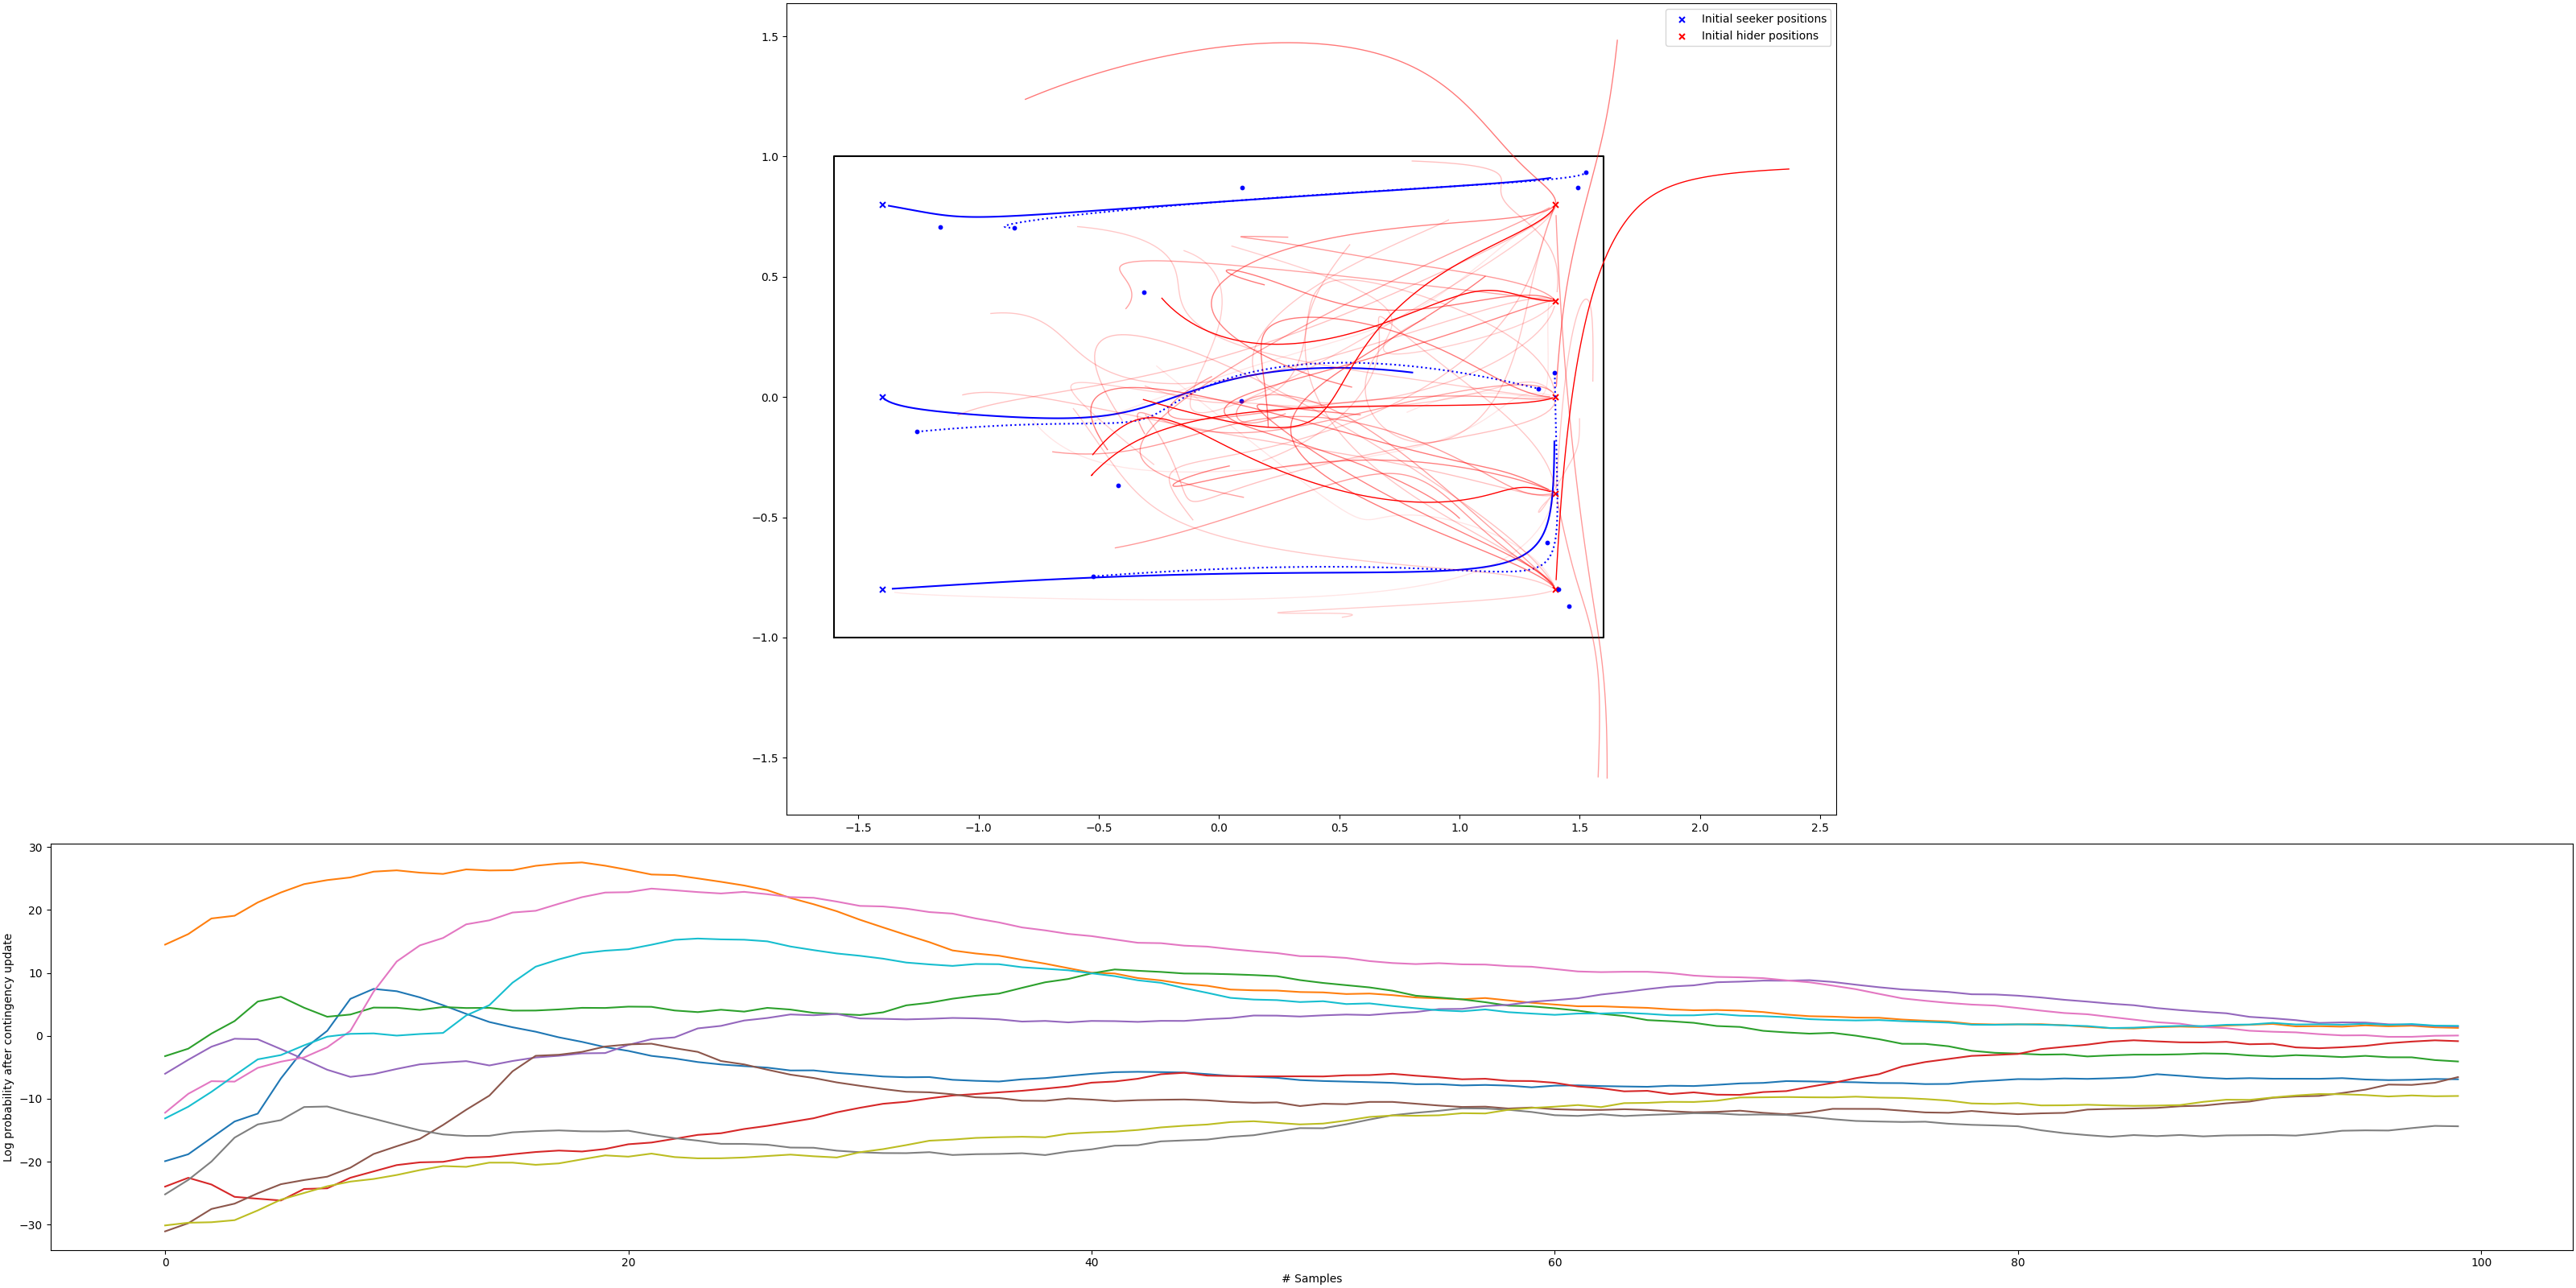 Initial seeker positions
Initial hider positions
1.5
1.0
0.5
0.0
−0.5
−1.0
−1.5
−1.5 −1.0 −0.5 0.0 0.5 1.0 1.5 2.0 2.5
Log probability after contingency update
30
20
10
0
−10
−20
−30
0 20 40 60 80 100
# Samples